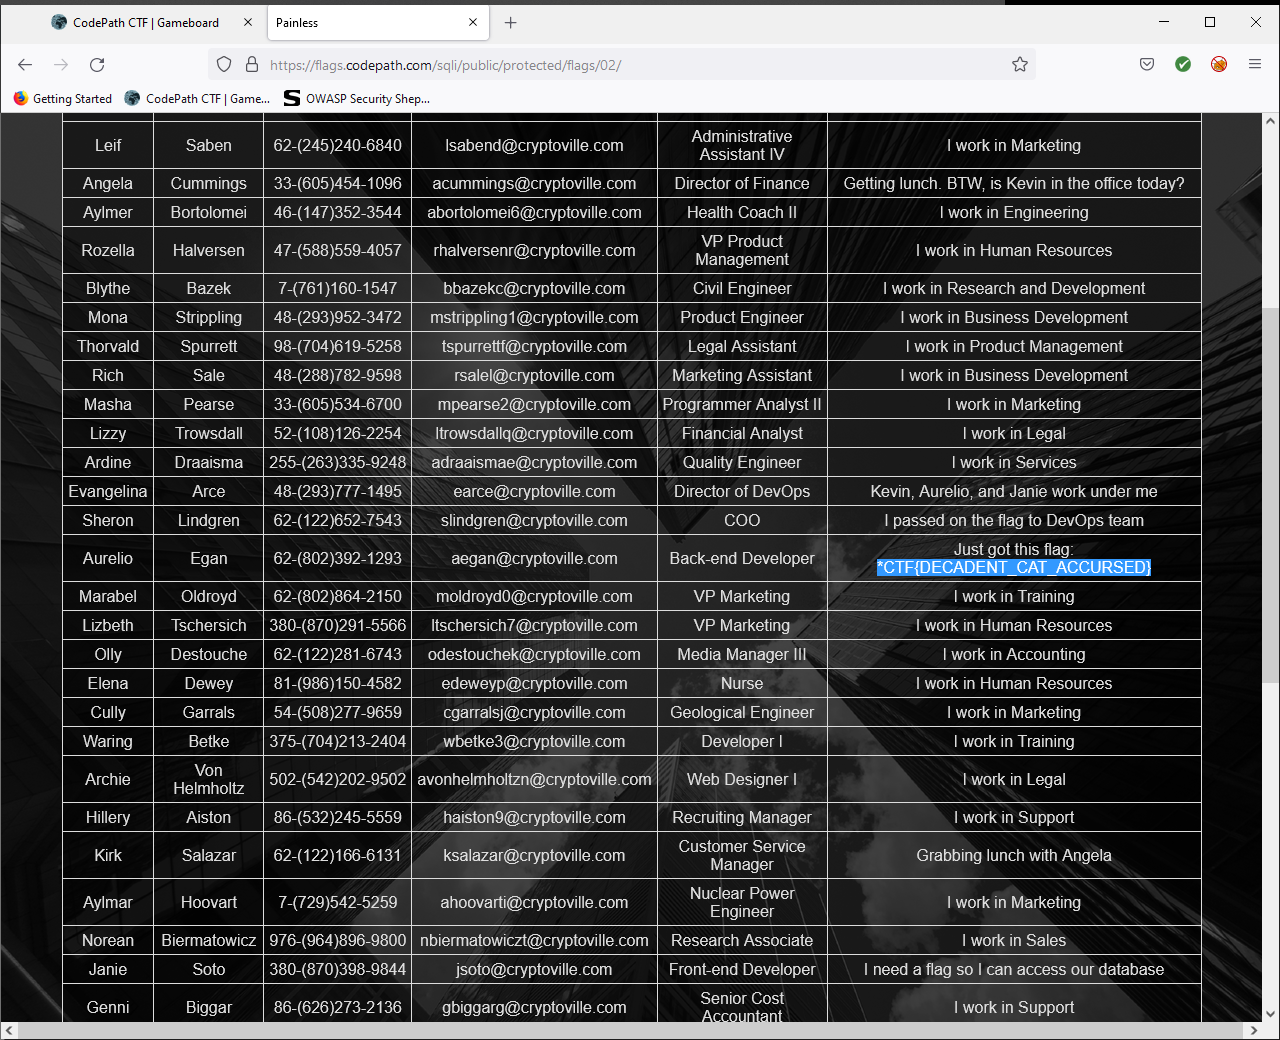 CodePath CTF | Gameboard
Painless
https://flags.codepath.com/sqli/public/protected/flags/02/
Getting Started
CodePath CTF | Game...
OWASP Security Shep...
Leif Saben 62-(245)240-6840 lsabend@cryptoville.com Administrative Assistant IV I work in Marketing
Angela Cummings 33-(605)454-1096 acummings@cryptoville.com Director of Finance Getting lunch. BTW, is Kevin in the office today?
Aylmer Bortolomei 46-(147)352-3544 abortolomei6@cryptoville.com Health Coach II I work in Engineering
Rozella Halversen 47-(588)559-4057 rhalversenr@cryptoville.com VP Product Management I work in Human Resources
Blythe Bazek 7-(761)160-1547 bbazekc@cryptoville.com Civil Engineer I work in Research and Development
Mona Strippling 48-(293)952-3472 mstrippling1@cryptoville.com Product Engineer I work in Business Development
Thorvald Spurrett 98-(704)619-5258 tspurrettf@cryptoville.com Legal Assistant I work in Product Management
Rich Sale 48-(288)782-9598 rsalel@cryptoville.com Marketing Assistant I work in Business Development
Masha Pearse 33-(605)534-6700 mpearse2@cryptoville.com Programmer Analyst II I work in Marketing
Lizzy Trowsdall 52-(108)126-2254 ltrowsdallq@cryptoville.com Financial Analyst I work in Legal
Ardine Draaisma 255-(263)335-9248 adraaismae@cryptoville.com Quality Engineer I work in Services
Evangelina Arce 48-(293)777-1495 earce@cryptoville.com Director of DevOps Kevin, Aurelio, and Janie work under me
Sheron Lindgren 62-(122)652-7543 slindgren@cryptoville.com COO I passed on the flag to DevOps team
Aurelio Egan 62-(802)392-1293 aegan@cryptoville.com Back-end Developer Just got this flag: *CTF{DECADENT_CAT_ACCURSED}
Marabel Oldroyd 62-(802)864-2150 moldroyd0@cryptoville.com VP Marketing I work in Training
Lizbeth Tschersich 380-(870)291-5566 ltschersich7@cryptoville.com VP Marketing I work in Human Resources
Olly Destouche 62-(122)281-6743 odestouchek@cryptoville.com Media Manager III I work in Accounting
Elena Dewey 81-(986)150-4582 edeweyp@cryptoville.com Nurse I work in Human Resources
Cully Garrals 54-(508)277-9659 cgarralsj@cryptoville.com Geological Engineer I work in Marketing
Waring Betke 375-(704)213-2404 wbetke3@cryptoville.com Developer I I work in Training
Archie Von Helmholtz 502-(542)202-9502 avonhelmholtzn@cryptoville.com Web Designer I I work in Legal
Hillery Aiston 86-(532)245-5559 haiston9@cryptoville.com Recruiting Manager I work in Support
Kirk Salazar 62-(122)166-6131 ksalazar@cryptoville.com Customer Service Manager Grabbing lunch with Angela
Aylmar Hoovart 7-(729)542-5259 ahoovarti@cryptoville.com Nuclear Power Engineer I work in Marketing
Norean Biermatowicz 976-(964)896-9800 nbiermatowiczt@cryptoville.com Research Associate I work in Sales
Janie Soto 380-(870)398-9844 jsoto@cryptoville.com Front-end Developer I need a flag so I can access our database
Genni Biggar 86-(626)273-2136 gbiggarg@cryptoville.com Senior Cost Accountant I work in Support